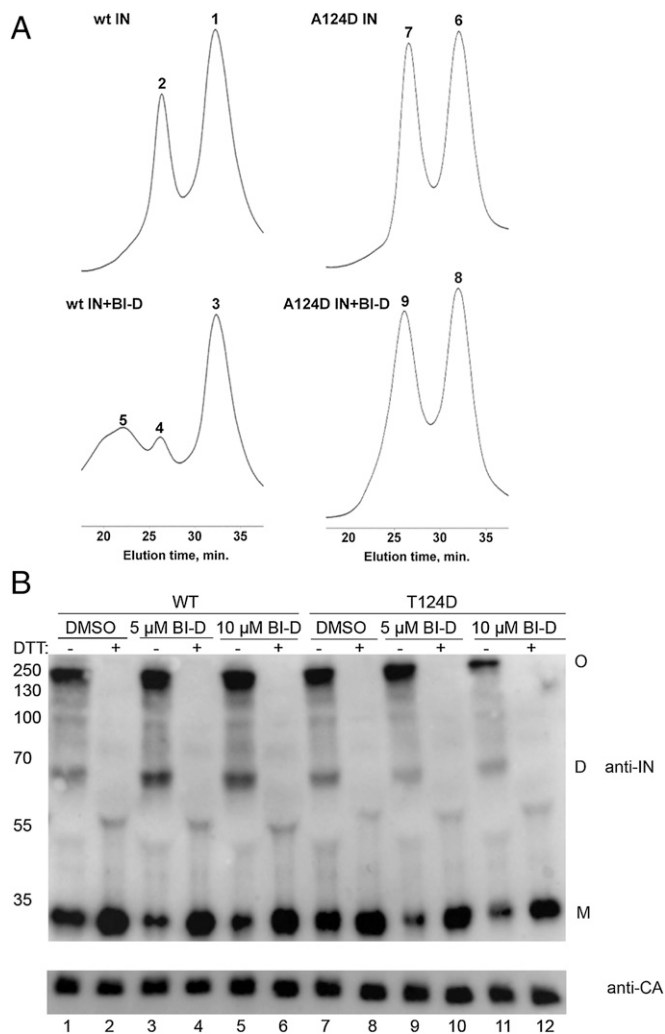 A
wt IN
1
2
A124D IN
7
6
wt IN+BI-D
3
5
4
A124D IN+BI-D
9
8
20 25 30 35
Elution time, min.
20 25 30 35
Elution time, min.
B
WT T124D
DMSO 5 µM BI-D 10 µM BI-D DMSO 5 µM BI-D 10 µM BI-D
DTT: - + - + - + - + - + - +
250 O
130
100
70 D anti-IN
55
35 M
anti-CA
1 2 3 4 5 6 7 8 9 10 11 12